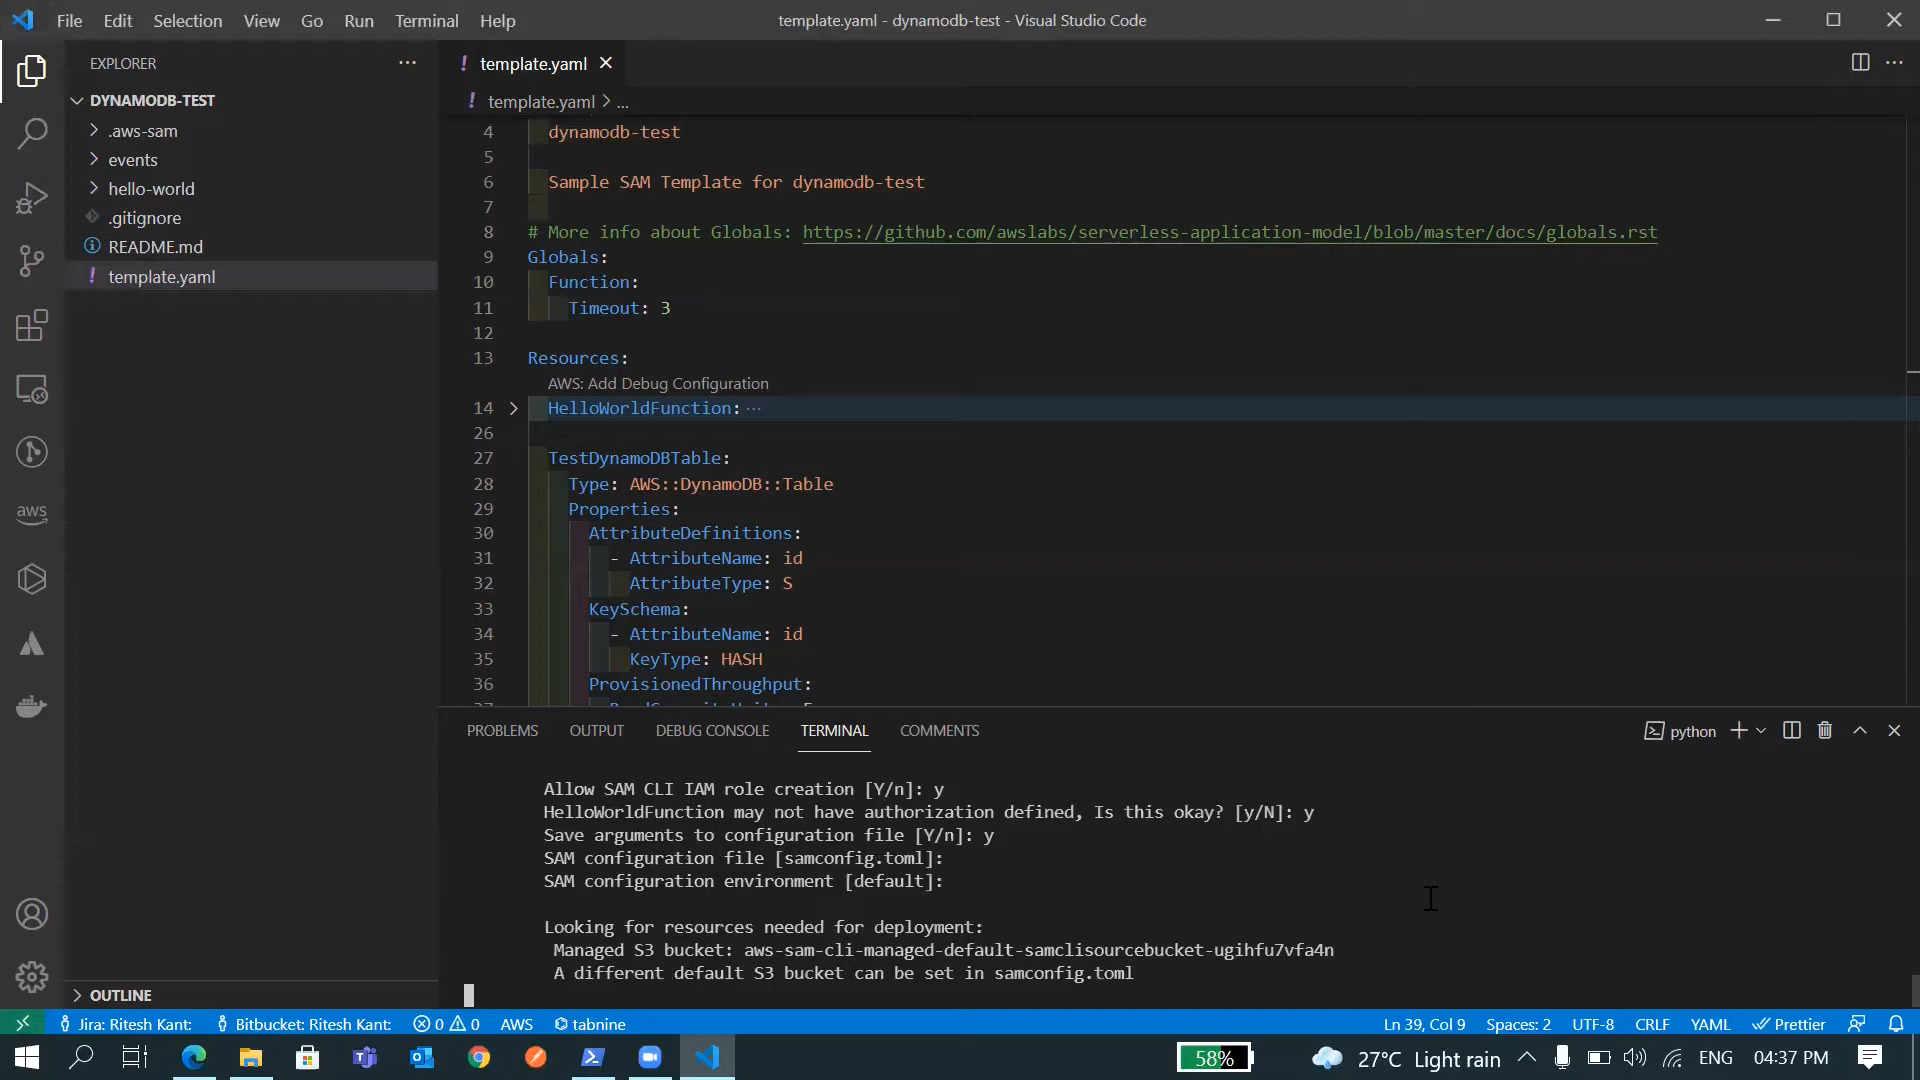 File Edit Selection View Go Run Terminal Help
template.yaml - dynamodb-test - Visual Studio Code
EXPLORER
DYNAMODB-TEST
.aws-sam
events
hello-world
.gitignore
README.md
template.yaml
OUTLINE
aws
template.yaml
template.yaml > ...
4 dynamodb-test
5
6 Sample SAM Template for dynamodb-test
7
8 # More info about Globals: https://github.com/awslabs/serverless-application-model/blob/master/docs/globals.rst
9 Globals:
10 Function:
11 Timeout: 3
12
13 Resources:
AWS: Add Debug Configuration
14 HelloWorldFunction: ...
26
27 TestDynamoDBTable:
28 Type: AWS::DynamoDB::Table
29 Properties:
30 AttributeDefinitions:
31 - AttributeName: id
32 AttributeType: S
33 KeySchema:
34 - AttributeName: id
35 KeyType: HASH
36 ProvisionedThroughput:
PROBLEMS OUTPUT DEBUG CONSOLE TERMINAL COMMENTS
python
Allow SAM CLI IAM role creation [Y/n]: y
HelloWorldFunction may not have authorization defined, Is this okay? [y/N]: y
Save arguments to configuration file [Y/n]: y
SAM configuration file [samconfig.toml]:
SAM configuration environment [default]:
Looking for resources needed for deployment:
Managed S3 bucket: aws-sam-cli-managed-default-samclisourcebucket-ugihfu7vfa4n
A different default S3 bucket can be set in samconfig.toml
Jira: Ritesh Kant: Bitbucket: Ritesh Kant: 0 0 AWS tabnine Ln 39, Col 9 Spaces: 2 UTF-8 CRLF YAML Prettier
58% 27°C Light rain ENG 04:37 PM